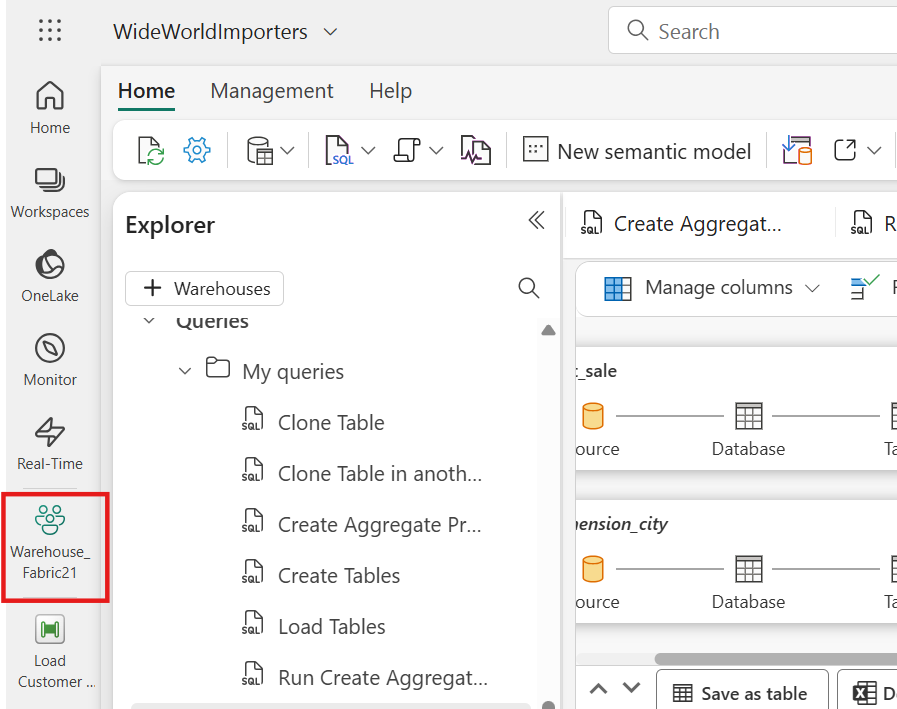 WideWorldImporters
Search
Home
Workspaces
OneLake
Monitor
Real-Time
Warehouse_
Fabric21
Load
Customer ...
Home Management Help
SQL
New semantic model
Explorer
Warehouses
Queries
My queries
SQL Clone Table
SQL Clone Table in anoth...
SQL Create Aggregate Pr...
SQL Create Tables
SQL Load Tables
SQL Run Create Aggregat...
SQL Create Aggregat...
SQL R
Manage columns
_sale
ource Database Ta
nension_city
ource Database Ta
Save as table